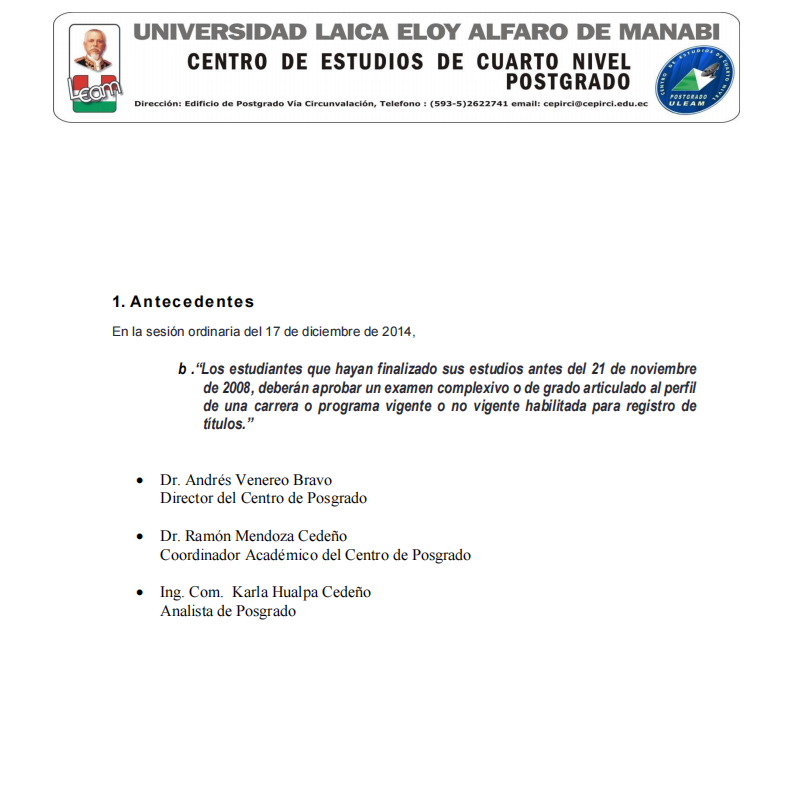 UNIVERSIDAD LAICA ELOY ALFARO DE MANABI
CENTRO DE ESTUDIOS DE CUARTO NIVEL
POSTGRADO
Dirección: Edificio de Postgrado Vía Circunvalación, Telefono : (593-5)2622741 email: cepirci@cepirci.edu.ec
Leam
CENTRO DE ESTUDIOS DE CUARTO NIVEL
POSTGRADO
ULEAM
1. Antecedentes
En la sesión ordinaria del 17 de diciembre de 2014,
b .“Los estudiantes que hayan finalizado sus estudios antes del 21 de noviembre
de 2008, deberán aprobar un examen complexivo o de grado articulado al perfil
de una carrera o programa vigente o no vigente habilitada para registro de
títulos.”
• Dr. Andrés Venereo Bravo
Director del Centro de Posgrado
• Dr. Ramón Mendoza Cedeño
Coordinador Académico del Centro de Posgrado
• Ing. Com.  Karla Hualpa Cedeño
Analista de Posgrado